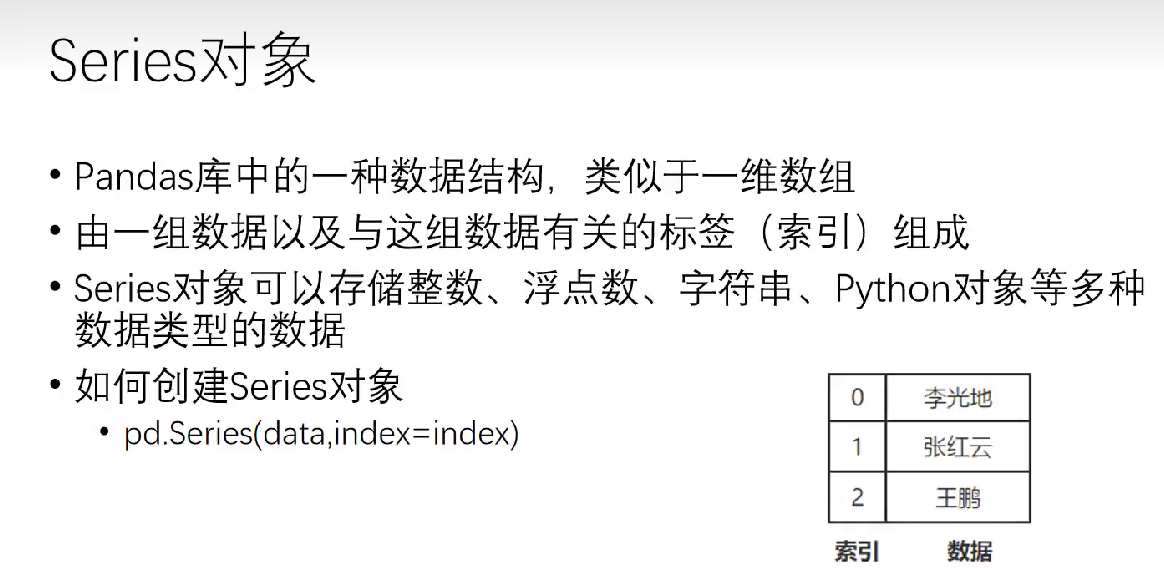 Series对象
• Pandas库中的一种数据结构，类似于一维数组
• 由一组数据以及与这组数据有关的标签（索引）组成
• Series对象可以存储整数、浮点数、字符串、Python对象等多种
数据类型的数据
• 如何创建Series对象
• pd.Series(data,index=index)
0 李光地
1 张红云
2 王鹏
索引 数据